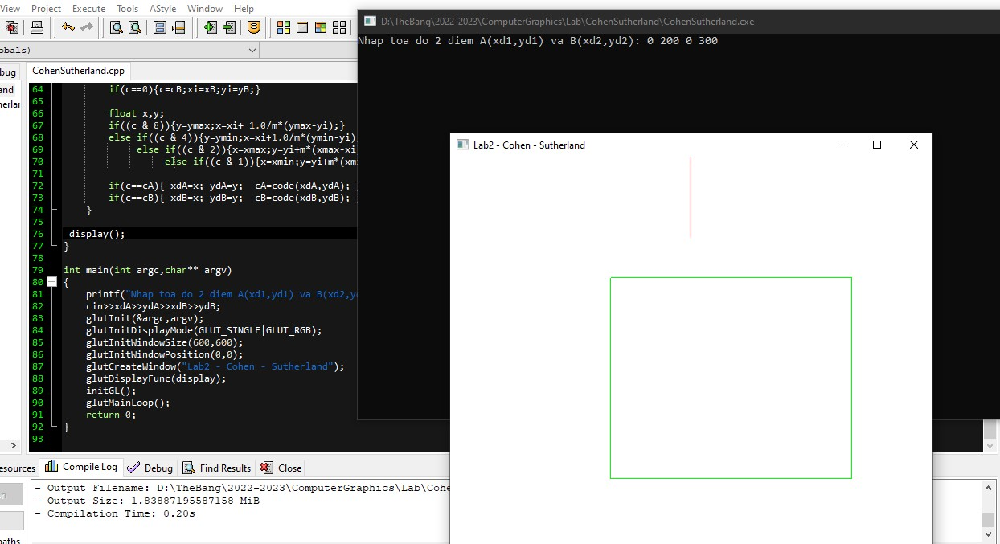 View Project Execute Tools AStyle Window Help
D:\TheBang\2022-2023\ComputerGraphics\Lab\CohenSutherland\CohenSutherland.exe
Nhap toa do 2 diem A(xd1,yd1) va B(xd2,yd2): 0 200 0 300
obals)
bug
and
herlar
CohenSutherland.cpp
64 if(c==0){c=cB;xi=xB;yi=yB;}
65
66 float x,y;
67 if((c & 8)){y=ymax;x=xi+ 1.0/m*(ymax-yi);}
68 else if((c & 4)){y=ymin;x=xi+1.0/m*(ymin-yi)
69 else if((c & 2)){x=xmax;y=yi+m*(xmax-xi
70 else if((c & 1)){x=xmin;y=yi+m*(xm
71
72 if(c==cA){ xdA=x; ydA=y; cA=code(xdA,ydA);
73 if(c==cB){ xdB=x; ydB=y; cB=code(xdB,ydB);
74 }
75
76 display();
77 }
78
79 int main(int argc,char** argv)
80 {
81 printf("Nhap toa do 2 diem A(xd1,yd1) va B(xd2,y
82 cin>>xdA>>ydA>>xdB>>ydB;
83 glutInit(&argc,argv);
84 glutInitDisplayMode(GLUT_SINGLE|GLUT_RGB);
85 glutInitWindowSize(600,600);
86 glutInitWindowPosition(0,0);
87 glutCreateWindow("Lab2 - Cohen - Sutherland");
88 glutDisplayFunc(display);
89 initGL();
90 glutMainLoop();
91 return 0;
92 }
93
Lab2 - Cohen - Sutherland
esources Compile Log Debug Find Results Close
- Output Filename: D:\TheBang\2022-2023\ComputerGraphics\Lab\Cohe
- Output Size: 1.83887195587158 MiB
- Compilation Time: 0.20s
n
paths